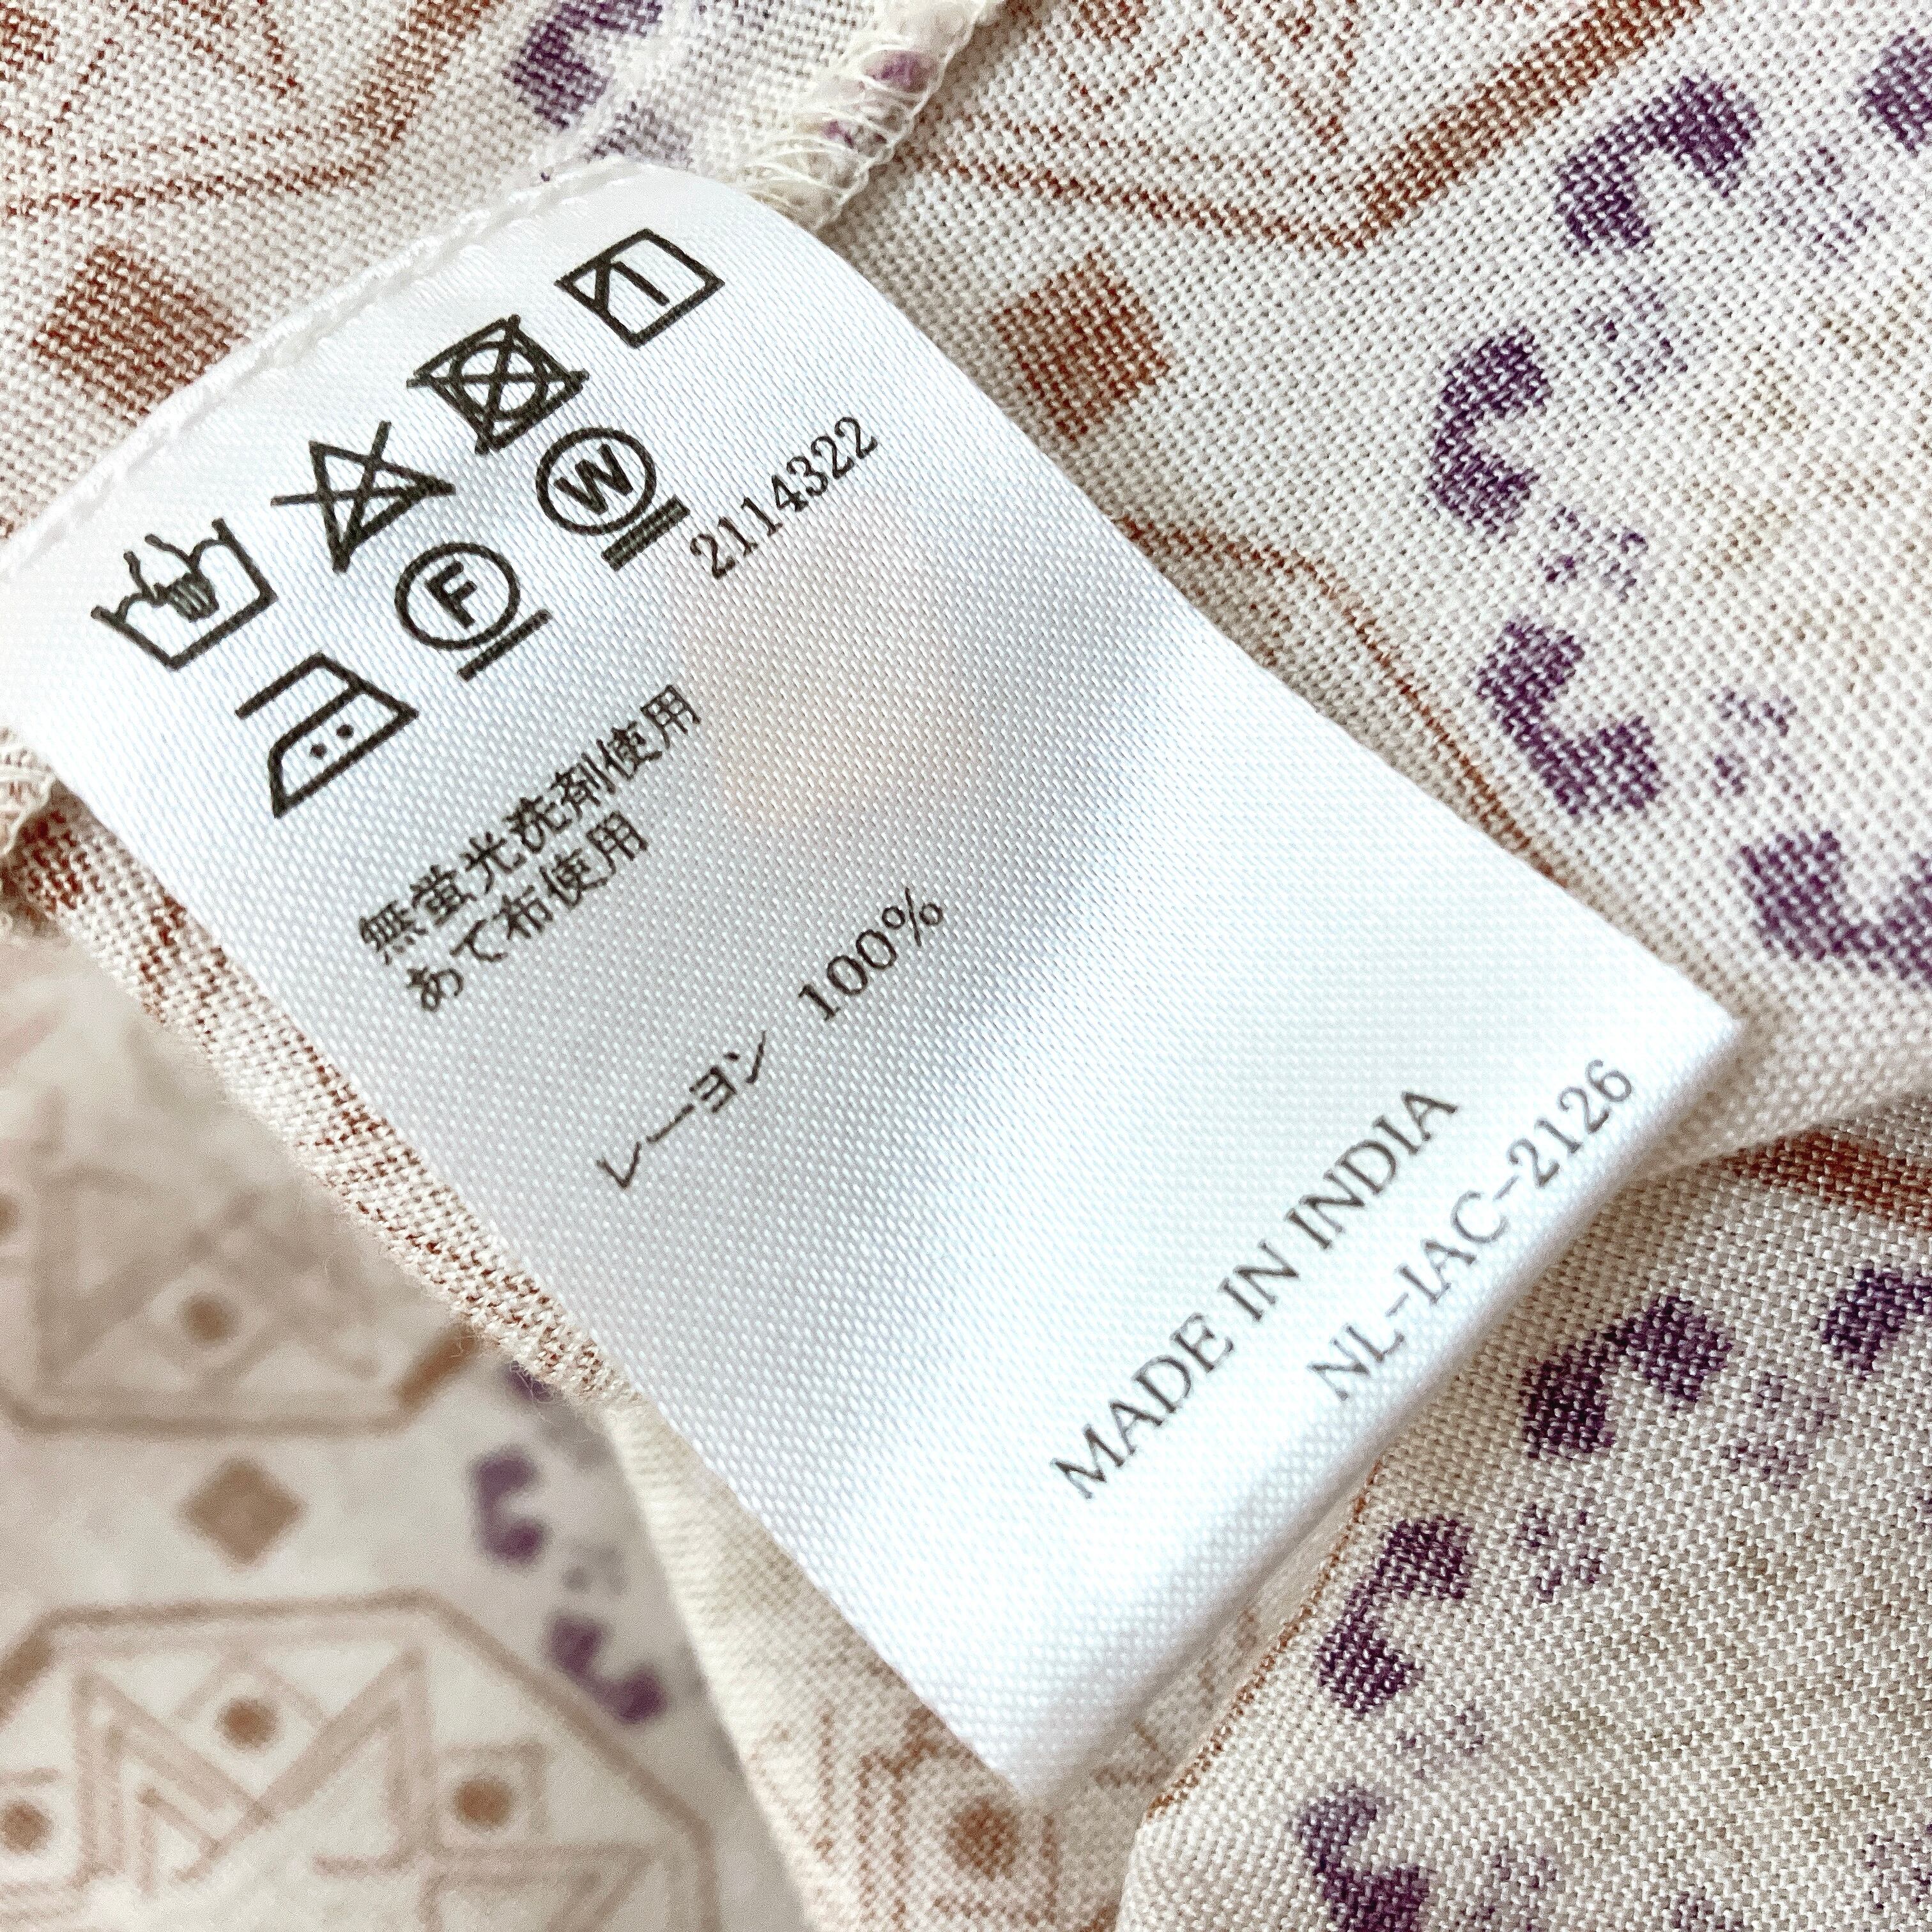 F
W
2114322
無蛍光洗剤使用
あて布使用
レーヨン 100%
MADE IN INDIA
NL-IAC-2126